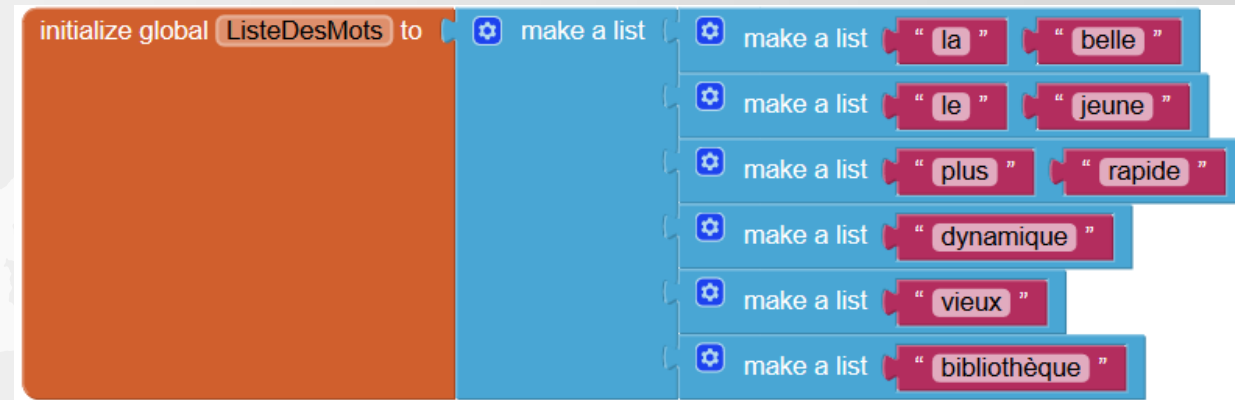 initialize global ListeDesMots to make a list make a list “ la ” “ belle ”
make a list “ le ” “ jeune ”
make a list “ plus ” “ rapide ”
make a list “ dynamique ”
make a list “ vieux ”
make a list “ bibliothèque ”